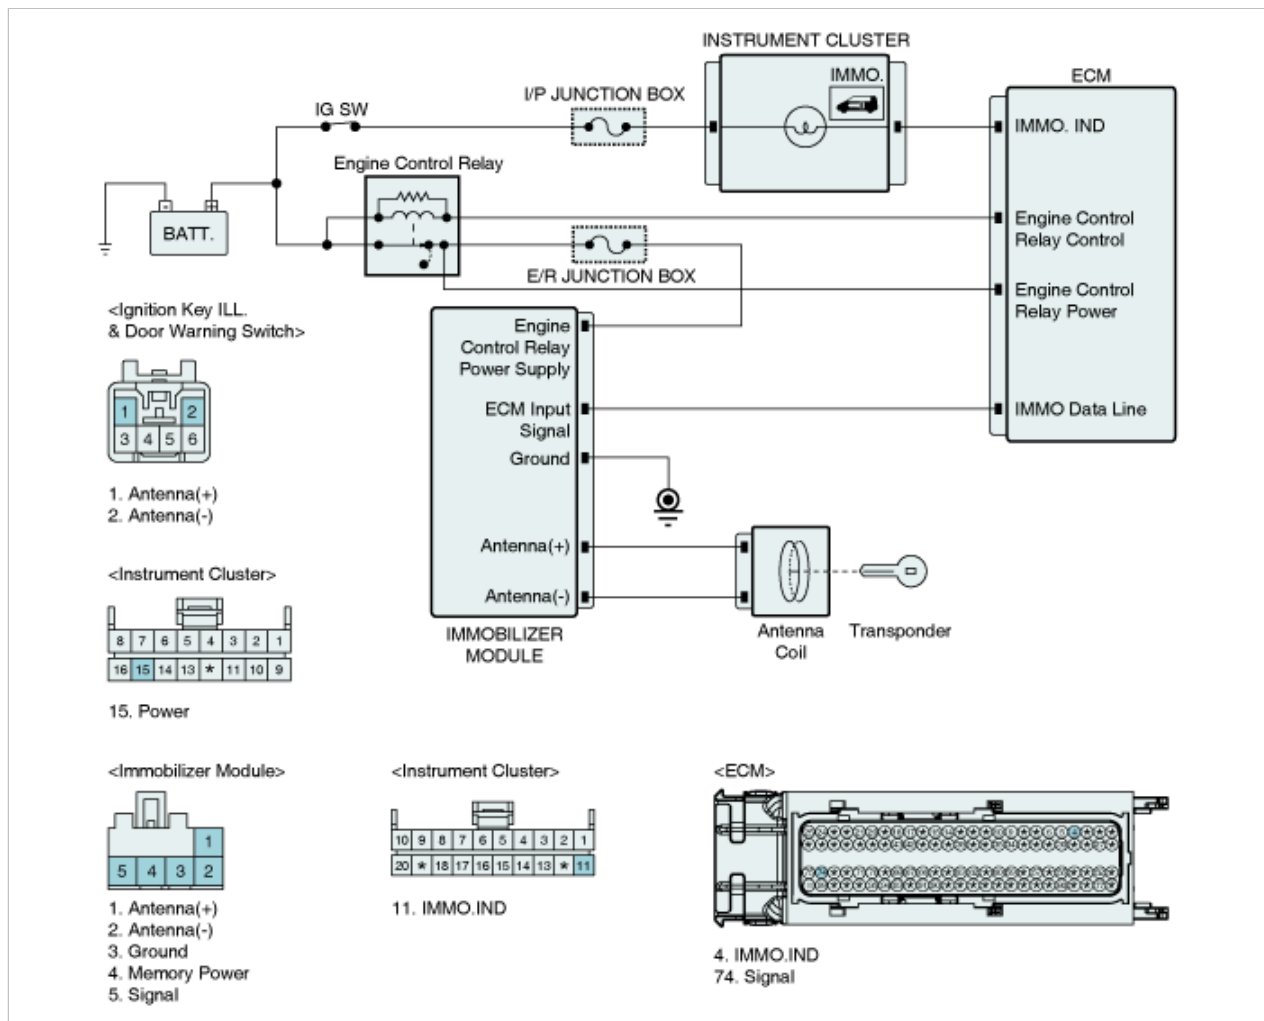 INSTRUMENT CLUSTER
IMMO.
ECM
I/P JUNCTION BOX
IG SW
IMMO. IND
Engine Control Relay
- +
BATT.
Engine Control
Relay Control
E/R JUNCTION BOX
Engine Control
Relay Power
<Ignition Key ILL.
& Door Warning Switch>
Engine
Control Relay
Power Supply
ECM Input
Signal
IMMO Data Line
Ground
1 2
3 4 5 6
1. Antenna(+)
2. Antenna(-)
Antenna(+)
Antenna(-)
IMMOBILIZER
MODULE
Antenna
Coil
Transponder
<Instrument Cluster>
8 7 6 5 4 3 2 1
16 15 14 13 * 11 10 9
15. Power
<Immobilizer Module>
1
5 4 3 2
1. Antenna(+)
2. Antenna(-)
3. Ground
4. Memory Power
5. Signal
<Instrument Cluster>
10 9 8 7 6 5 4 3 2 1
20 * 18 17 16 15 14 13 * 11
11. IMMO.IND
<ECM>
4. IMMO.IND
74. Signal